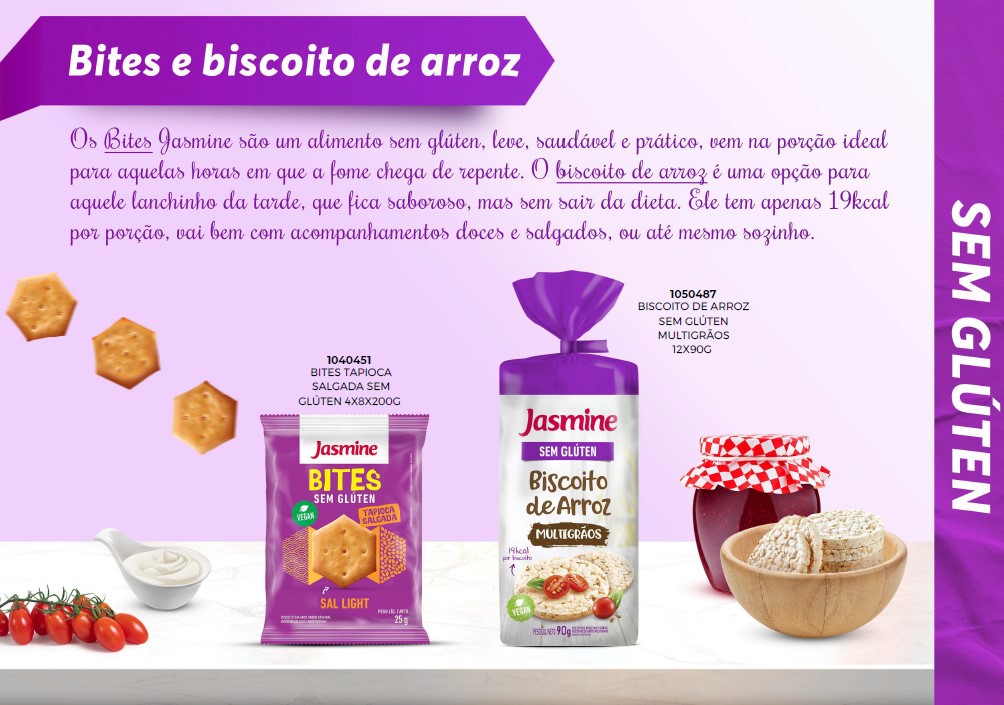 Bites e biscoito de arroz
Os Bites Jasmine são um alimento sem glúten, leve, saudável e prático, vem na porção ideal
para aquelas horas em que a fome chega de repente. O biscoito de arroz é uma opção para
aquele lanchinho da tarde, que fica saboroso, mas sem sair da dieta. Ele tem apenas 19kcal
por porção, vai bem com acompanhamentos doces e salgados, ou até mesmo sozinho.
SEM GLÚTEN
1040451
BITES TAPIOCA
SALGADA SEM
GLÚTEN 4X8X200G
Jasmine
BITES
SEM GLÚTEN
VEGAN
TAPIOCA
SALGADA
SAL LIGHT
25g
1050487
BISCOITO DE ARROZ
SEM GLÚTEN
MULTIGRÃOS
12X90G
Jasmine
SEM GLÚTEN
Biscoito
de Arroz
MULTIGRÃOS
19kcal
por biscoito
VEGAN
90g